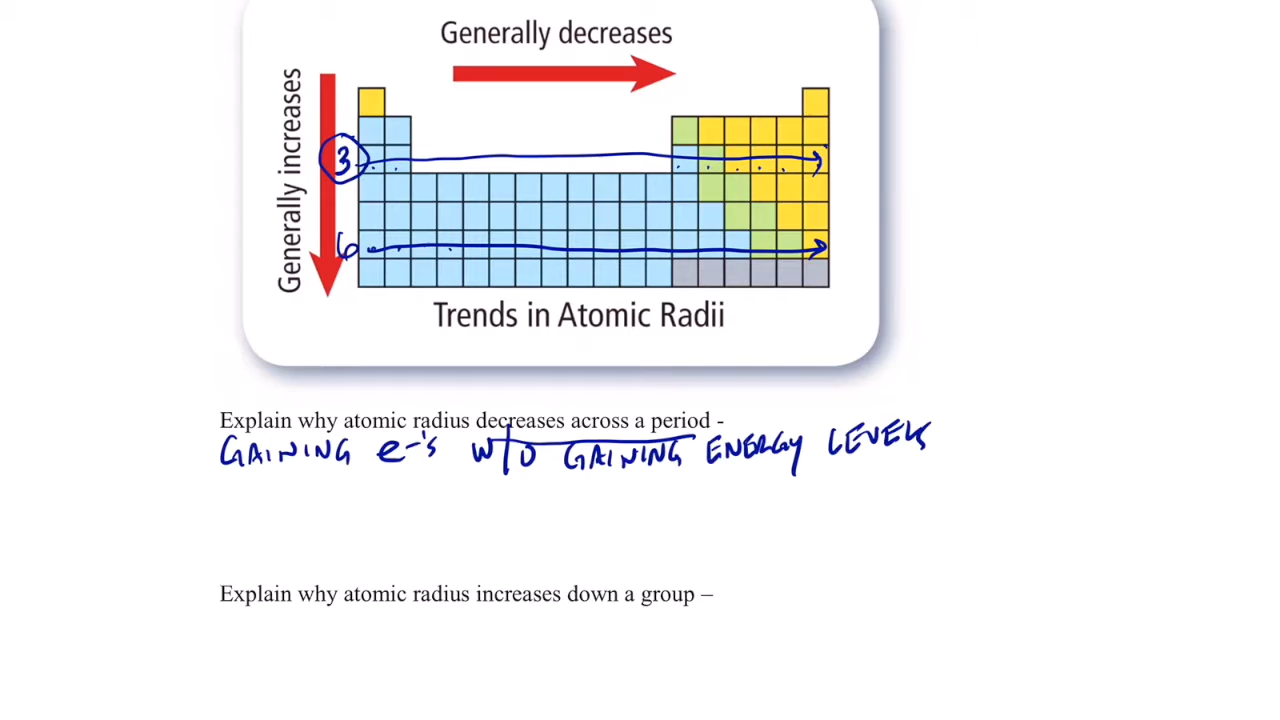 Generally decreases
Generally increases
3
6
Trends in Atomic Radii
Explain why atomic radius decreases across a period -
GAINING e-'s w/o GAINING ENERGY LEVELS
Explain why atomic radius increases down a group –